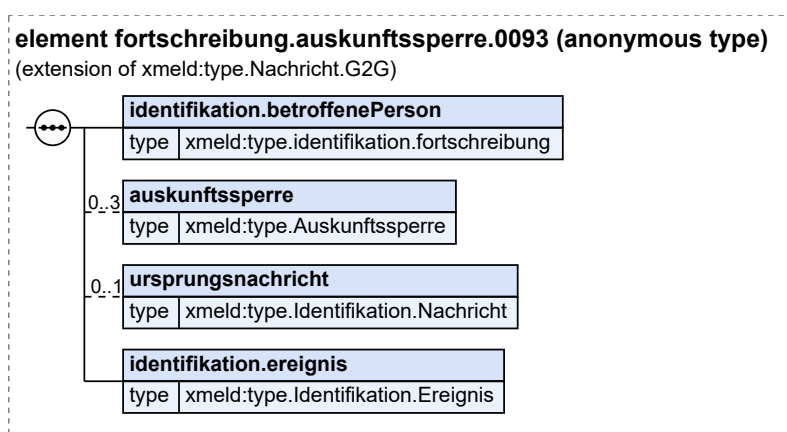 element fortschreibung.auskunftssperre.0093 (anonymous type)
(extension of xmeld:type.Nachricht.G2G)
identifikation.betroffenePerson
type xmeld:type.identifikation.fortschreibung
0..3 auskunftssperre
type xmeld:type.Auskunftssperre
0..1 ursprungsnachricht
type xmeld:type.Identifikation.Nachricht
identifikation.ereignis
type xmeld:type.Identifikation.Ereignis